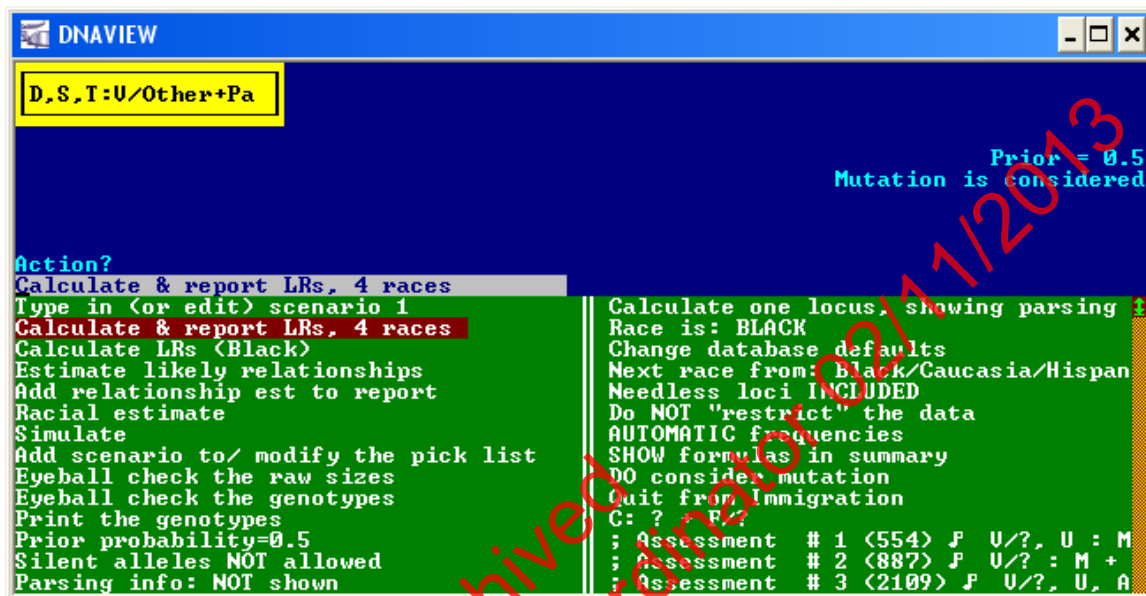 DNAVIEW
D,S,T:V/Other+Pa
Prior = 0.5
Mutation is considered
Action?
Calculate & report LRs, 4 races
Type in (or edit) scenario 1
Calculate & report LRs, 4 races
Calculate LRs (Black)
Estimate likely relationships
Add relationship est to report
Racial estimate
Simulate
Add scenario to/ modify the pick list
Eyeball check the raw sizes
Eyeball check the genotypes
Print the genotypes
Prior probability=0.5
Silent alleles NOT allowed
Parsing info: NOT shown
Calculate one locus, showing parsing
Race is: BLACK
Change database defaults
Next race from: Black/Caucasia/Hispan
Needless loci INCLUDED
Do NOT "restrict" the data
AUTOMATIC frequencies
SHOW formulas in summary
DO consider mutation
Quit from Immigration
C: ? + F/?
; Assessment # 1 (554) V/?, U : M
; Assessment # 2 (887) V/? : M +
; Assessment # 3 (2109) V/?, U, A
hived
rdinator 02/11/2013